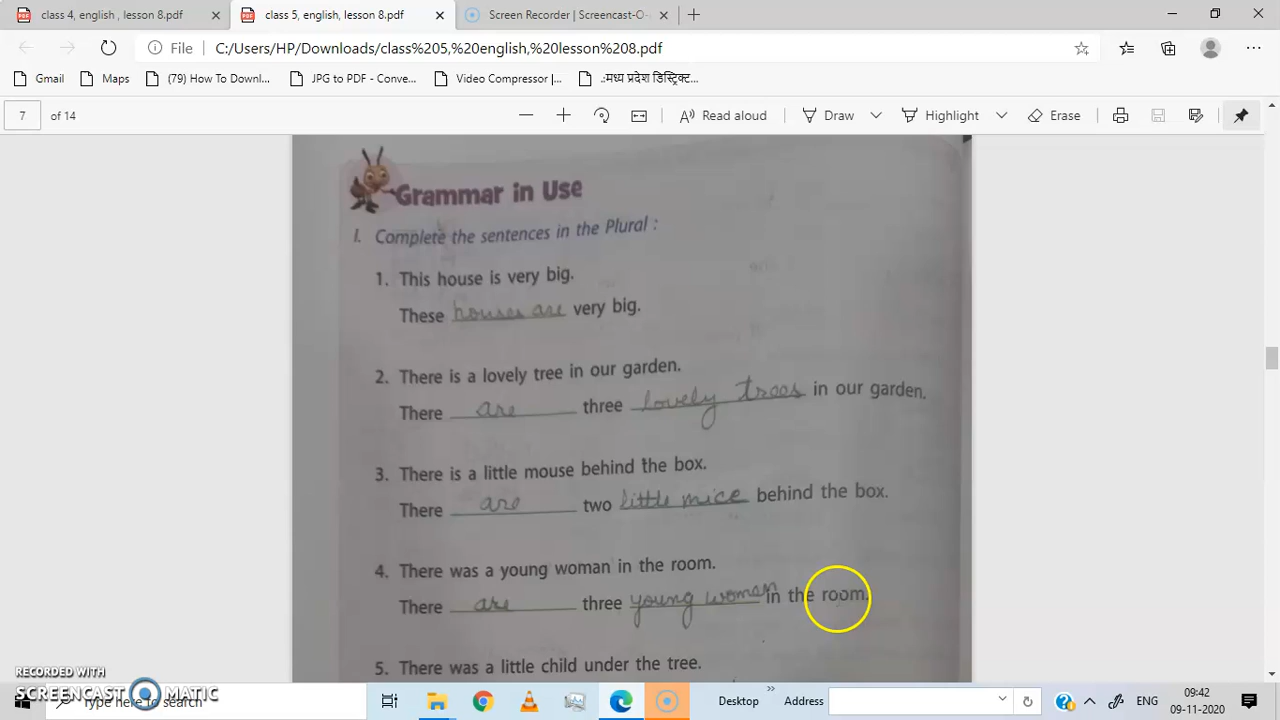 class 4, english , lesson 8.pdf
class 5, english, lesson 8.pdf
Screen Recorder | Screencast-O-
File
C:/Users/HP/Downloads/class%205,%20english,%20lesson%208.pdf
Gmail
Maps
(79) How To Downl...
JPG to PDF - Conve...
Video Compressor |...
.:मध्य प्रदेश डिस्ट्रिक्ट...
7 of 14
Read aloud
Draw
Highlight
Erase
Grammar in Use
I. Complete the sentences in the Plural :
1. This house is very big.
These houses are very big.
2. There is a lovely tree in our garden.
There are three lovely trees in our garden.
3. There is a little mouse behind the box.
There are two little mice behind the box.
4. There was a young woman in the room.
There are three young woman in the room.
5. There was a little child under the tree.
RECORDED WITH
SCREENCAST MATIC
Type here to search
Desktop
Address
ENG
09:42
09-11-2020